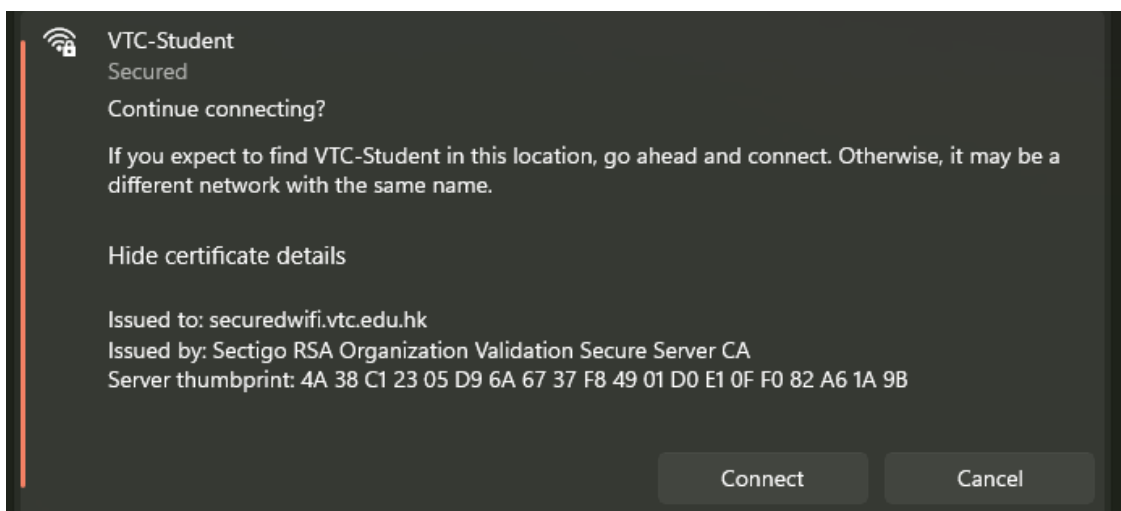 VTC-Student
Secured
Continue connecting?
If you expect to find VTC-Student in this location, go ahead and connect. Otherwise, it may be a
different network with the same name.
Hide certificate details
Issued to: securedwifi.vtc.edu.hk
Issued by: Sectigo RSA Organization Validation Secure Server CA
Server thumbprint: 4A 38 C1 23 05 D9 6A 67 37 F8 49 01 D0 E1 0F F0 82 A6 1A 9B
Connect
Cancel